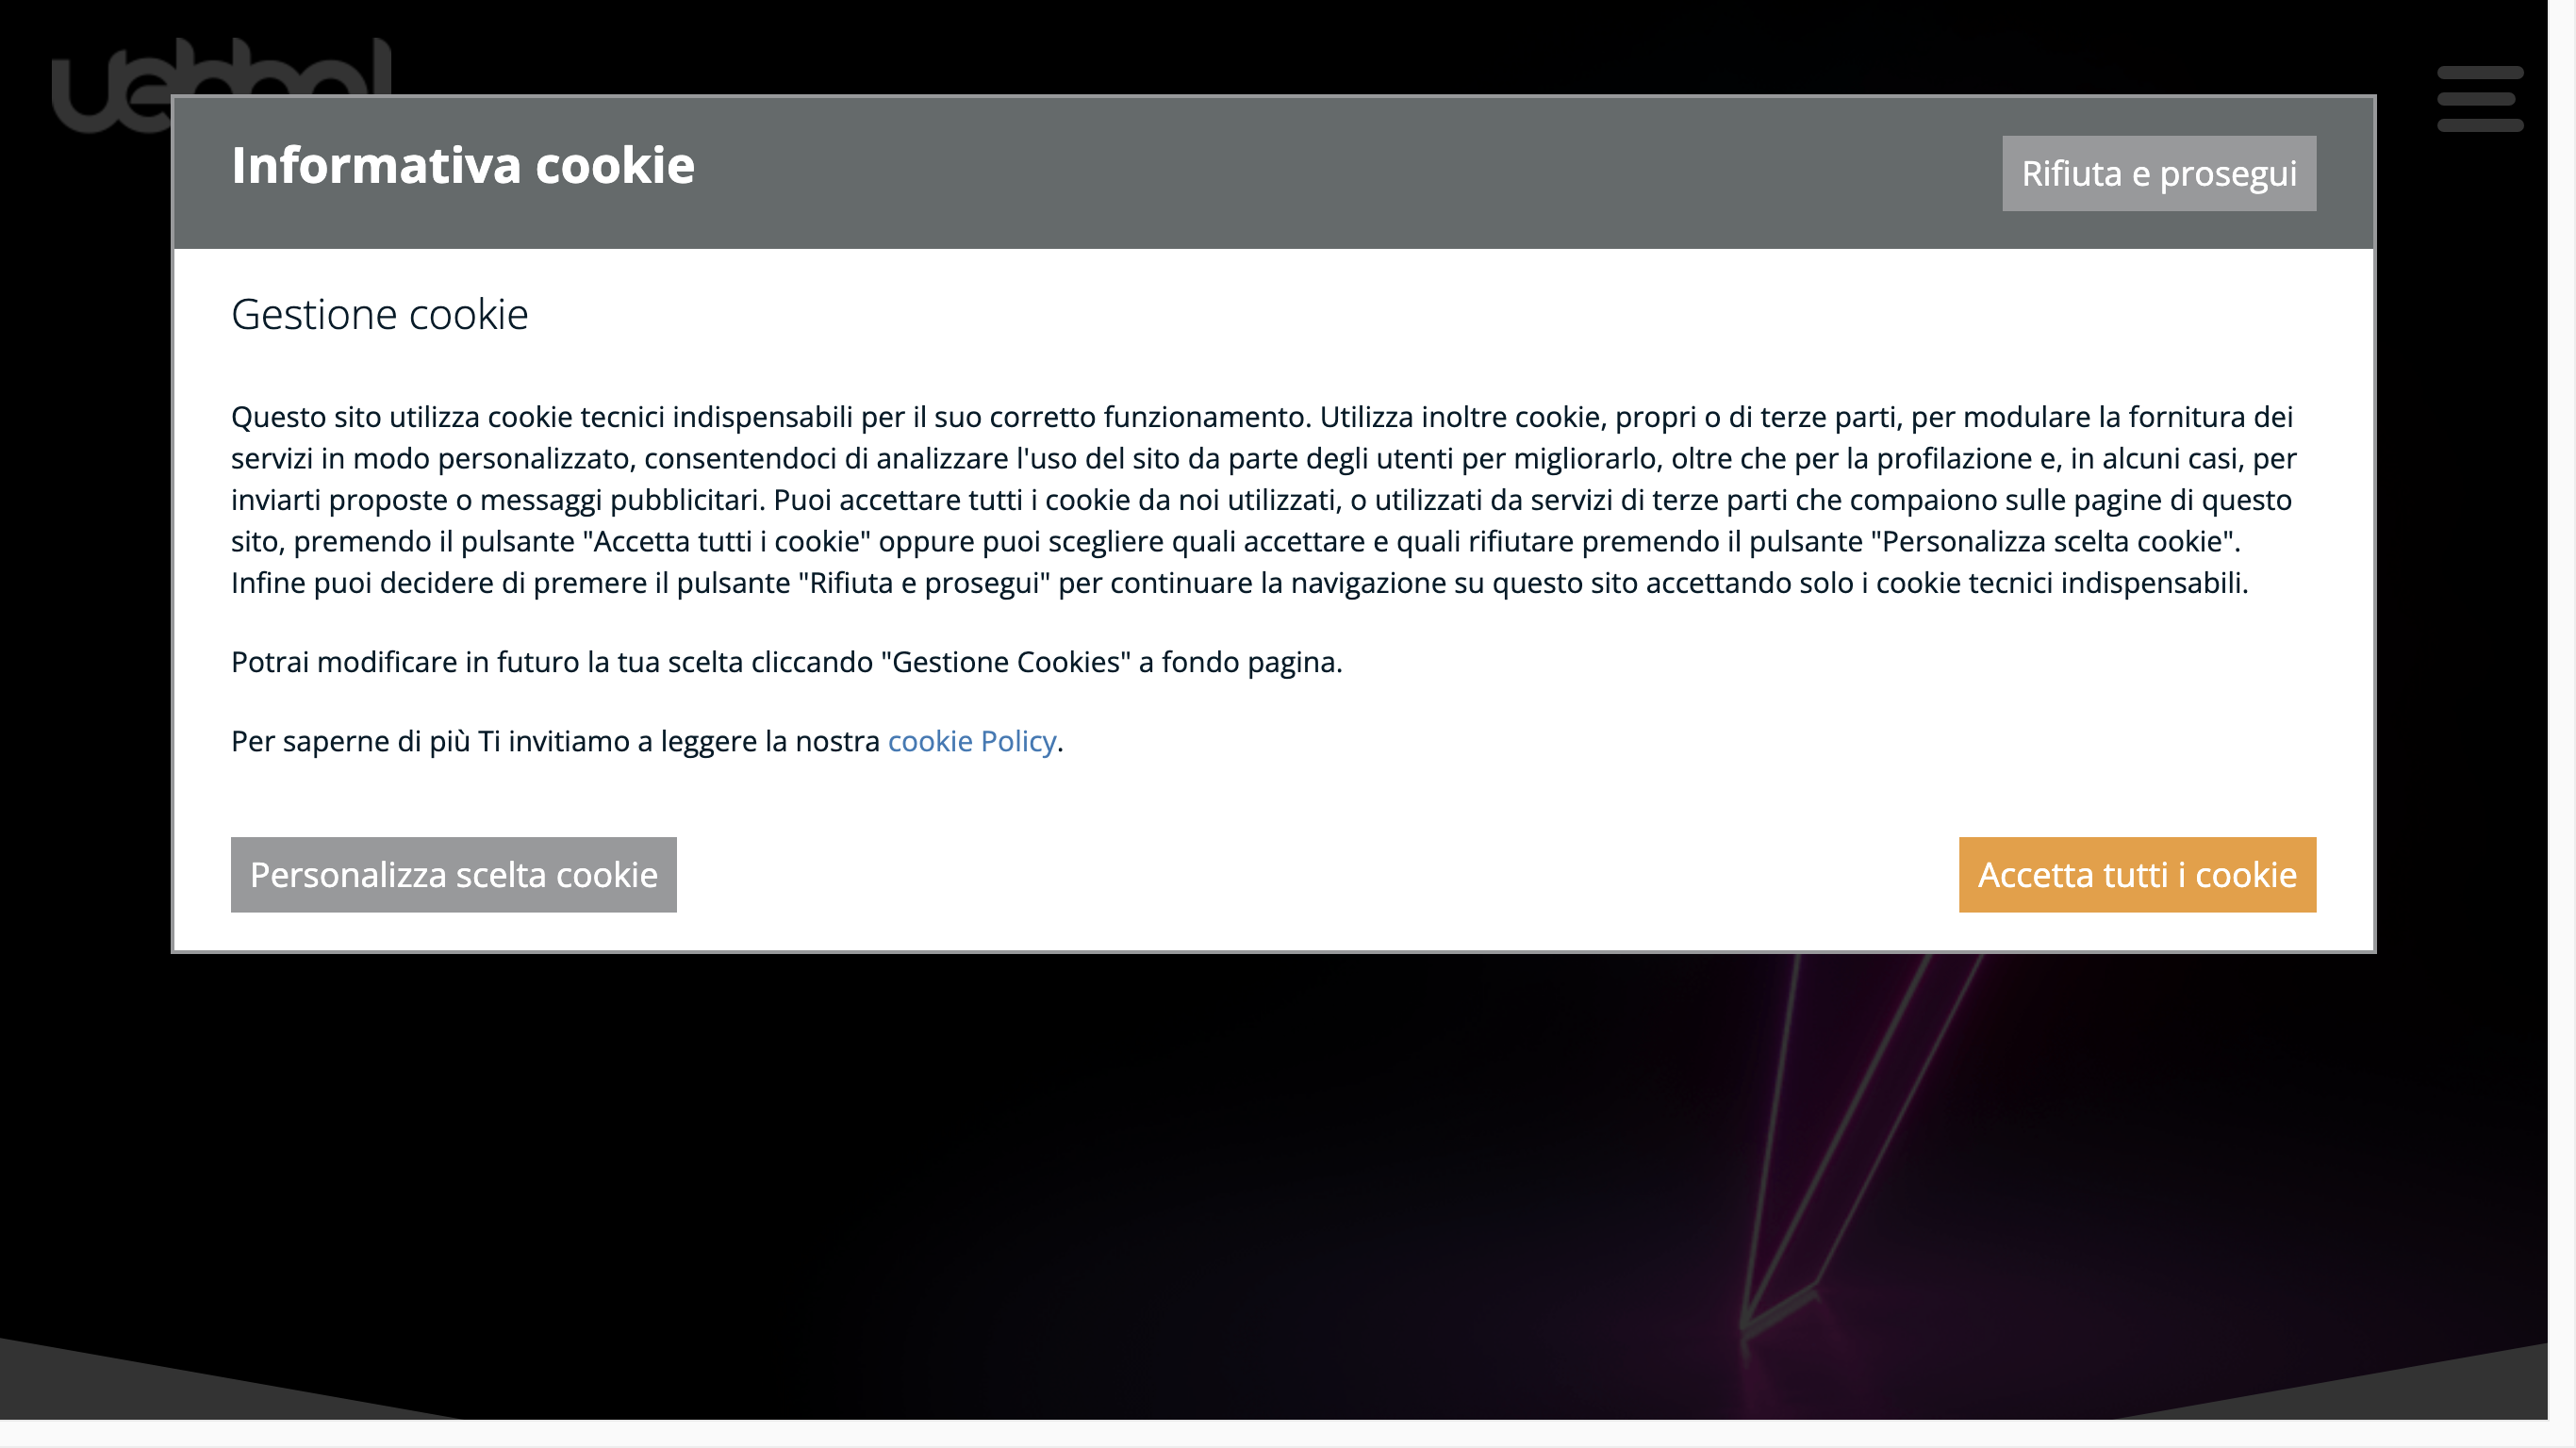 Informativa cookie
Rifiuta e prosegui
Gestione cookie
Questo sito utilizza cookie tecnici indispensabili per il suo corretto funzionamento. Utilizza inoltre cookie, propri o di terze parti, per modulare la fornitura dei
servizi in modo personalizzato, consentendoci di analizzare l'uso del sito da parte degli utenti per migliorarlo, oltre che per la profilazione e, in alcuni casi, per
inviarti proposte o messaggi pubblicitari. Puoi accettare tutti i cookie da noi utilizzati, o utilizzati da servizi di terze parti che compaiono sulle pagine di questo
sito, premendo il pulsante "Accetta tutti i cookie" oppure puoi scegliere quali accettare e quali rifiutare premendo il pulsante "Personalizza scelta cookie".
Infine puoi decidere di premere il pulsante "Rifiuta e prosegui" per continuare la navigazione su questo sito accettando solo i cookie tecnici indispensabili.
Potrai modificare in futuro la tua scelta cliccando "Gestione Cookies" a fondo pagina.
Per saperne di più Ti invitiamo a leggere la nostra cookie Policy.
Personalizza scelta cookie
Accetta tutti i cookie